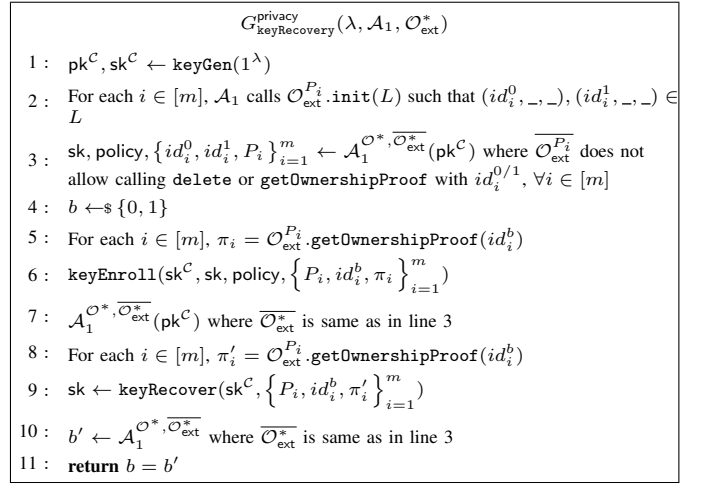 G^{privacy}_{keyRecovery}(λ, 𝒜_1, 𝒪^*_{ext})
1 : pk^𝒞, sk^𝒞 ← keyGen(1^λ)
2 : For each i ∈ [m], 𝒜_1 calls 𝒪^{P_i}_{ext}.init(L) such that (id^0_i, _, _), (id^1_i, _, _) ∈
L
3 : sk, policy, {id^0_i, id^1_i, P_i}^m_{i=1} ← 𝒜_1^{𝒪^*, \overline{𝒪^*_{ext}}}(pk^𝒞) where \overline{𝒪^{P_i}_{ext}} does not
allow calling delete or getOwnershipProof with id^{0/1}_i, ∀i ∈ [m]
4 : b ←$ {0, 1}
5 : For each i ∈ [m], π_i = 𝒪^{P_i}_{ext}.getOwnershipProof(id^b_i)
6 : keyEnroll(sk^𝒞, sk, policy, {P_i, id^b_i, π_i}^m_{i=1})
7 : 𝒜_1^{𝒪^*, \overline{𝒪^*_{ext}}}(pk^𝒞) where \overline{𝒪^*_{ext}} is same as in line 3
8 : For each i ∈ [m], π'_i = 𝒪^{P_i}_{ext}.getOwnershipProof(id^b_i)
9 : sk ← keyRecover(sk^𝒞, {P_i, id^b_i, π'_i}^m_{i=1})
10 : b' ← 𝒜_1^{𝒪^*, \overline{𝒪^*_{ext}}} where \overline{𝒪^*_{ext}} is same as in line 3
11 : return b = b'